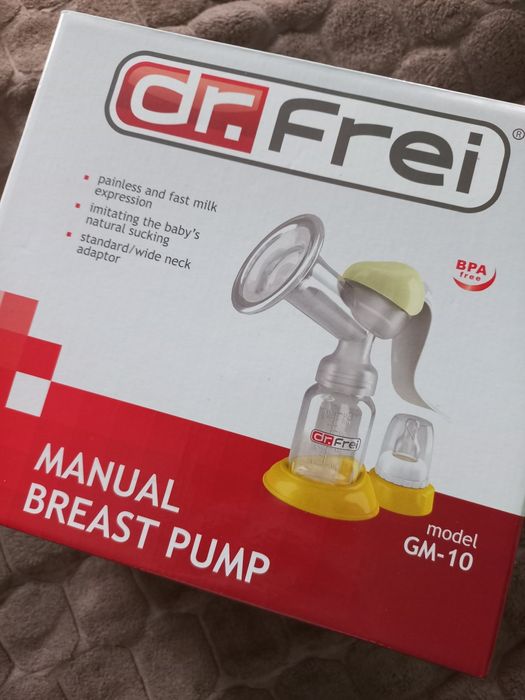 dr.Frei®
painless and fast milk
expression
imitating the baby's
natural sucking
standard/wide neck
adaptor
BPA
free
dr.Frei
MANUAL
BREAST PUMP
model
GM-10